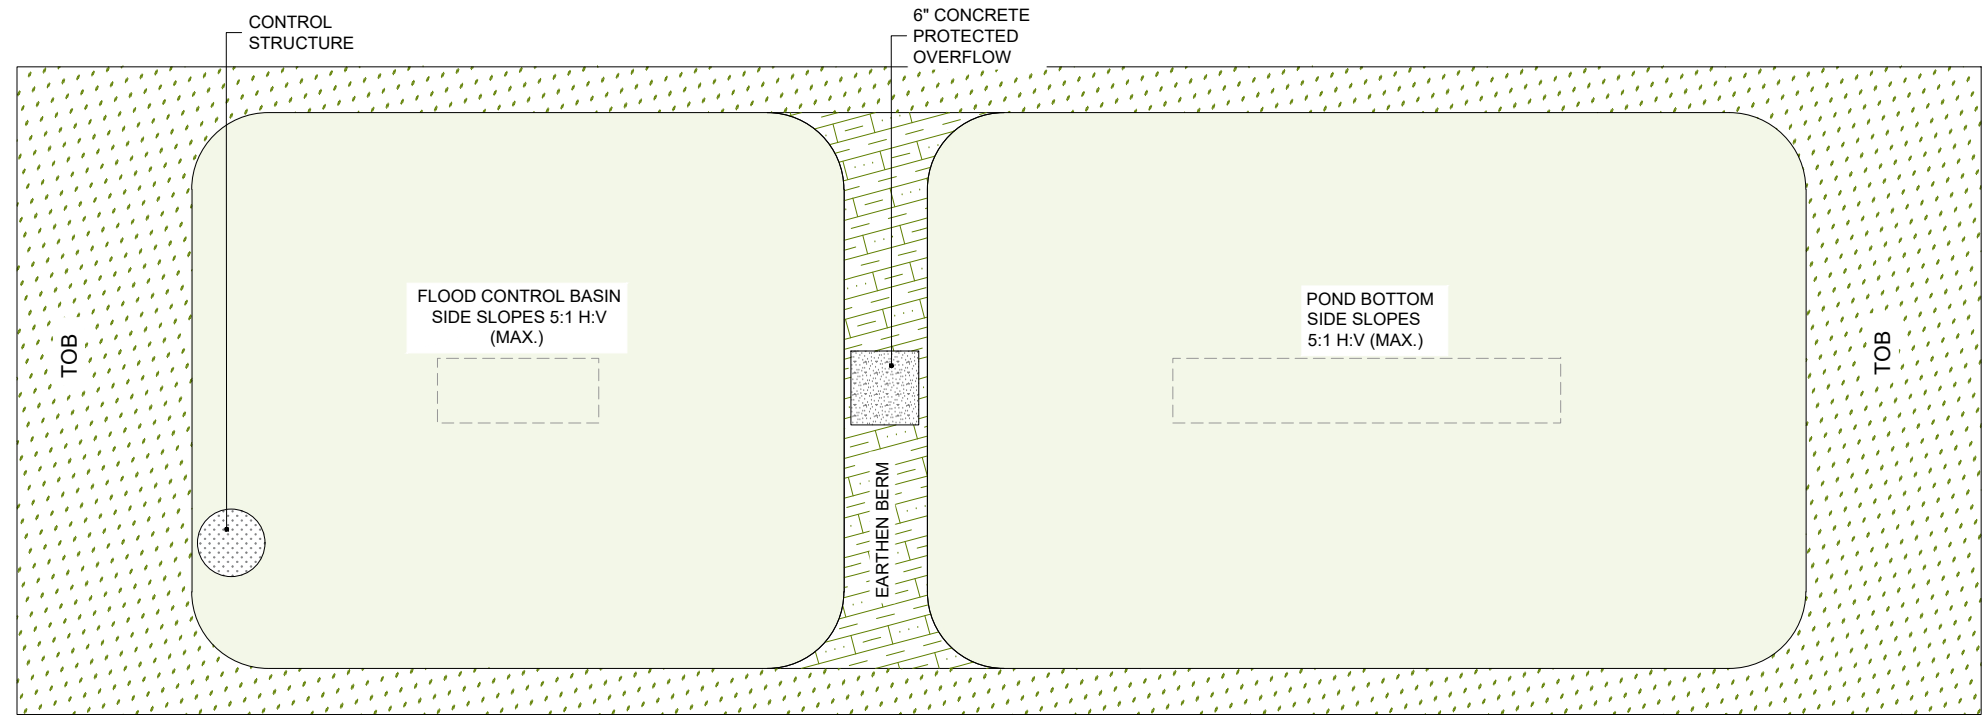 CONTROL
STRUCTURE
6" CONCRETE
PROTECTED
OVERFLOW
TOB
FLOOD CONTROL BASIN
SIDE SLOPES 5:1 H:V
(MAX.)
EARTHEN BERM
POND BOTTOM
SIDE SLOPES
5:1 H:V (MAX.)
TOB